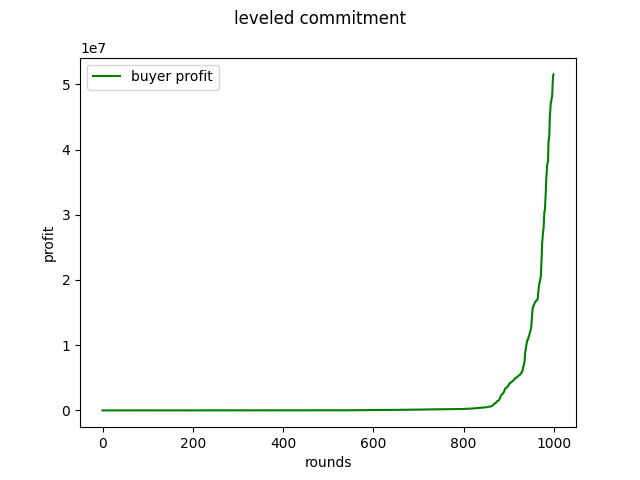 leveled commitment
1e7
buyer profit
5
4
3
2
1
0
profit
0 200 400 600 800 1000
rounds